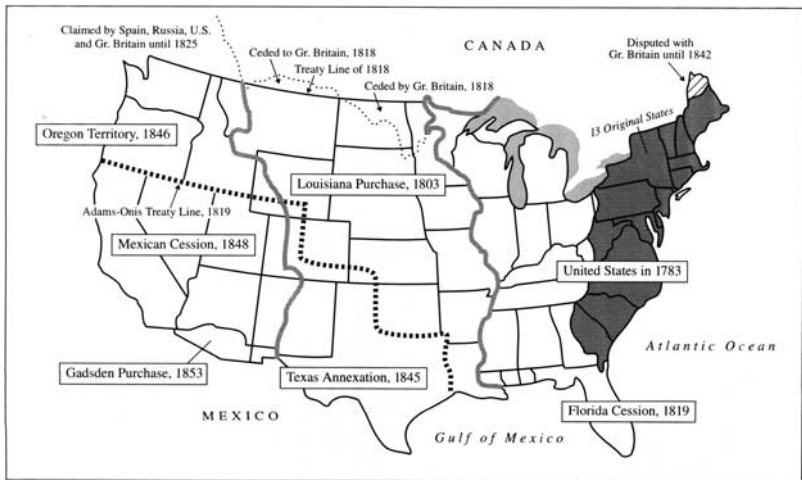 Claimed by Spain, Russia, U.S.
and Gr. Britain until 1825
Ceded to Gr. Britain, 1818
Treaty Line of 1818
Ceded by Gr. Britain, 1818
CANADA
Disputed with
Gr. Britain until 1842
13 Original States
Oregon Territory, 1846
Louisiana Purchase, 1803
Adams-Onis Treaty Line, 1819
Mexican Cession, 1848
United States in 1783
Atlantic Ocean
Gadsden Purchase, 1853
Texas Annexation, 1845
MEXICO
Florida Cession, 1819
Gulf of Mexico